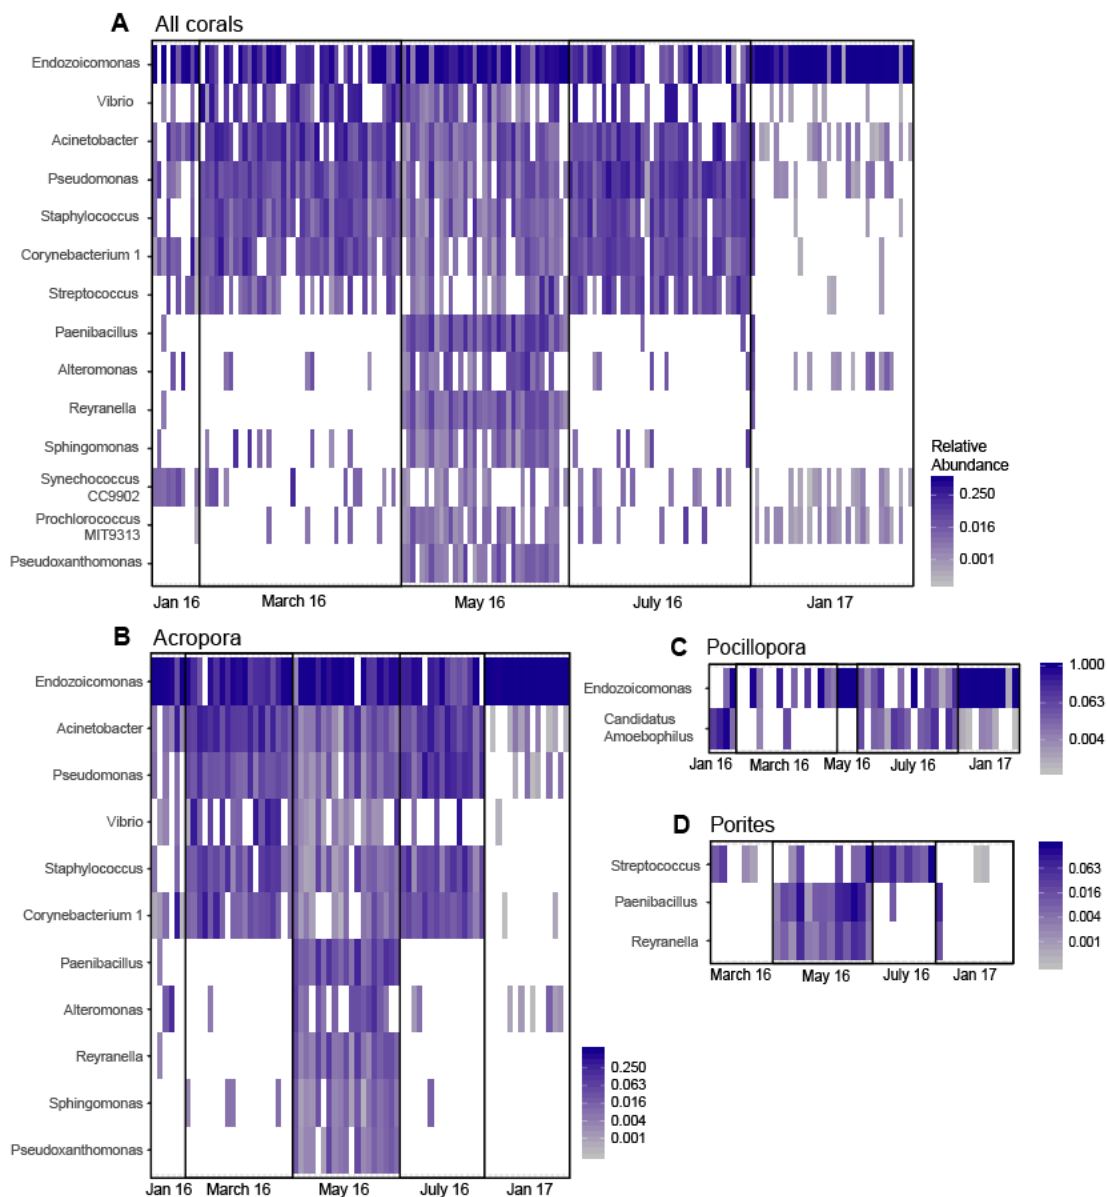 A All corals
Endozoicomonas
Vibrio
Acinetobacter
Pseudomonas
Staphylococcus
Corynebacterium 1
Streptococcus
Paenibacillus
Alteromonas
Reyranella
Sphingomonas
Synechococcus
CC9902
Prochlorococcus
MIT9313
Pseudoxanthomonas
Jan 16 March 16 May 16 July 16 Jan 17
Relative
Abundance
0.250
0.016
0.001
B Acropora
Endozoicomonas
Acinetobacter
Pseudomonas
Vibrio
Staphylococcus
Corynebacterium 1
Paenibacillus
Alteromonas
Reyranella
Sphingomonas
Pseudoxanthomonas
Jan 16 March 16 May 16 July 16 Jan 17
0.250
0.063
0.016
0.004
0.001
C Pocillopora
Endozoicomonas
Candidatus
Amoebophilus
Jan 16 March 16 May 16 July 16 Jan 17
1.000
0.063
0.004
D Porites
Streptococcus
Paenibacillus
Reyranella
March 16 May 16 July 16 Jan 17
0.063
0.016
0.004
0.001